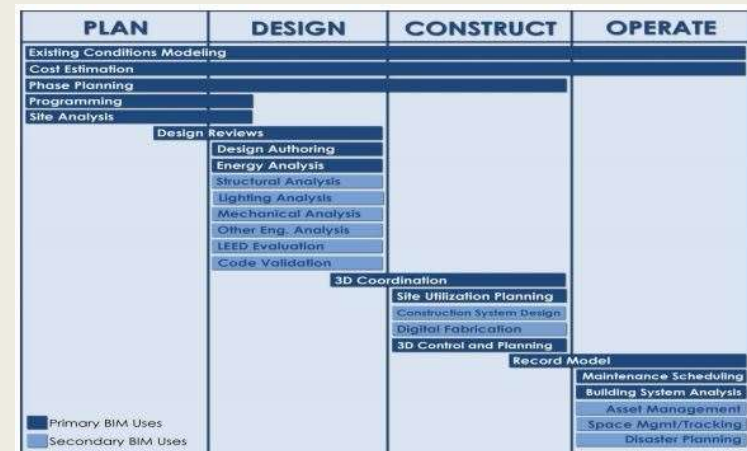 PLAN DESIGN CONSTRUCT OPERATE
Existing Conditions Modeling
Cost Estimation
Phase Planning
Programming
Site Analysis
Design Reviews
Design Authoring
Energy Analysis
Structural Analysis
Lighting Analysis
Mechanical Analysis
Other Eng. Analysis
LEED Evaluation
Code Validation
3D Coordination
Site Utilization Planning
Construction System Design
Digital Fabrication
3D Control and Planning
Record Model
Maintenance Scheduling
Building System Analysis
Asset Management
Space Mgmt/Tracking
Disaster Planning
Primary BIM Uses
Secondary BIM Uses